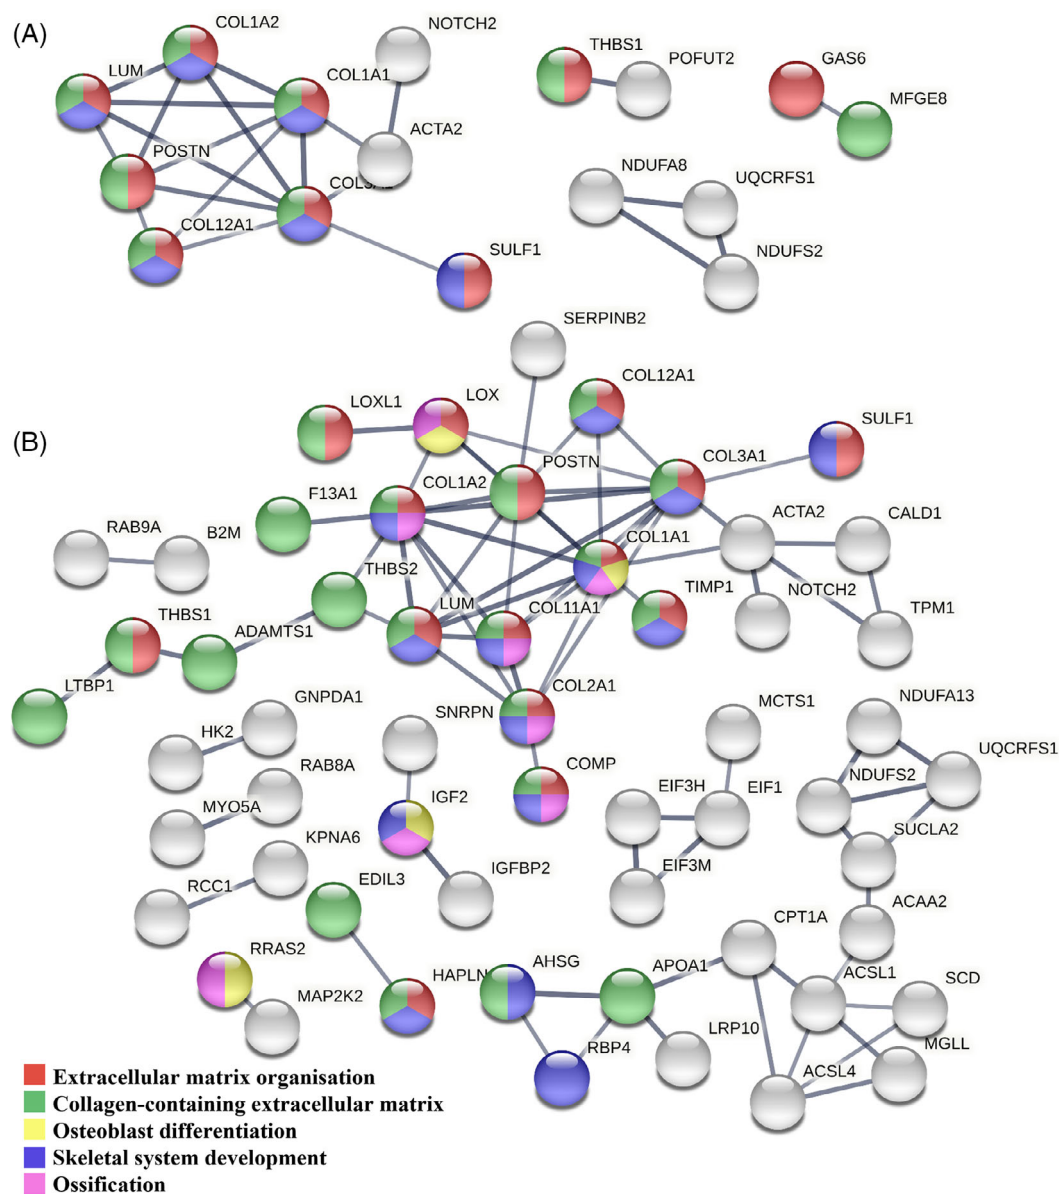 (A)
COL1A2
NOTCH2
LUM
COL1A1
THBS1
POFUT2
GAS6
MFGE8
ACTA2
POSTN
NDUFA8
UQCRFS1
COL12A1
SULF1
NDUFS2
(B)
SERPINB2
COL12A1
LOXL1
LOX
SULF1
POSTN
COL3A1
F13A1
COL1A2
RAB9A
B2M
ACTA2
CALD1
COL1A1
THBS2
TIMP1
NOTCH2
LUM
COL11A1
TPM1
THBS1
ADAMTS1
LTBP1
COL2A1
GNPDA1
SNRPN
MCTS1
NDUFA13
HK2
UQCRFS1
RAB8A
COMP
NDUFS2
EIF3H
EIF1
IGF2
MYO5A
SUCLA2
KPNA6
IGFBP2
EIF3M
EDIL3
RCC1
ACAA2
CPT1A
RRAS2
HAPLN
AHSG
APOA1
ACSL1
SCD
MAP2K2
LRP10
MGLL
RBP4
ACSL4
Extracellular matrix organisation
Collagen-containing extracellular matrix
Osteoblast differentiation
Skeletal system development
Ossification